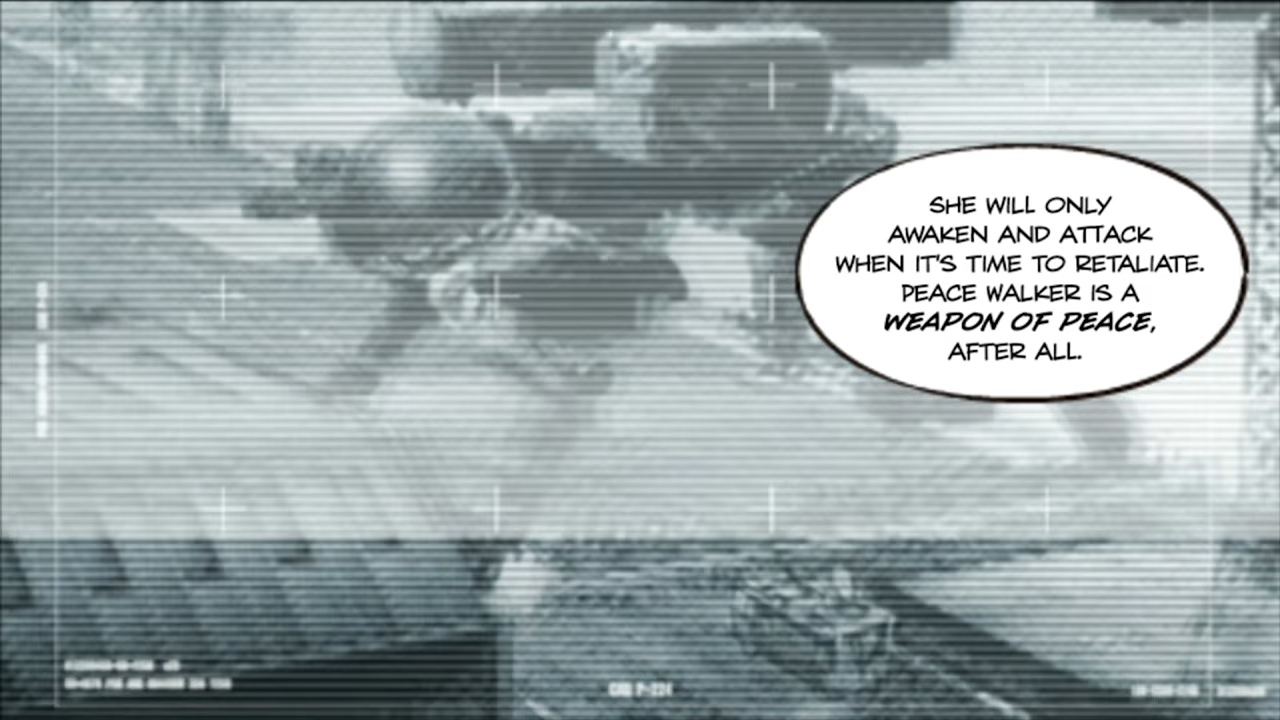 SHE WILL ONLY
AWAKEN AND ATTACK
WHEN IT'S TIME TO RETALIATE.
PEACE WALKER IS A
WEAPON OF PEACE,
AFTER ALL.